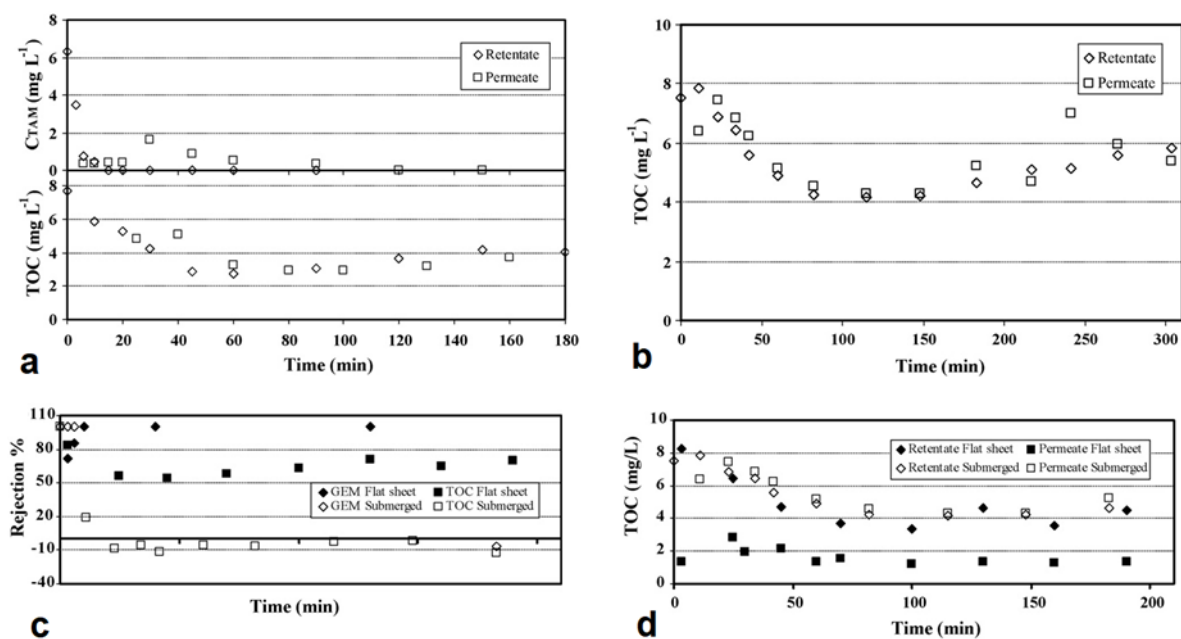 8
6
4
2
0
C_TAM (mg L⁻¹)
◇ Retentate
□ Permeate
8
6
4
2
0
TOC (mg L⁻¹)
0 20 40 60 80 100 120 140 160 180
Time (min)
a
10
8
6
4
2
0
TOC (mg L⁻¹)
◇ Retentate
□ Permeate
0 50 100 150 200 250 300
Time (min)
b
110
80
50
20
-10
-40
Rejection %
◆ GEM Flat sheet ■ TOC Flat sheet
◇ GEM Submerged □ TOC Submerged
Time (min)
c
10
8
6
4
2
0
TOC (mg/L)
◆ Retentate Flat sheet ■ Permeate Flat sheet
◇ Retentate Submerged □ Permeate Submerged
0 50 100 150 200
Time (min)
d